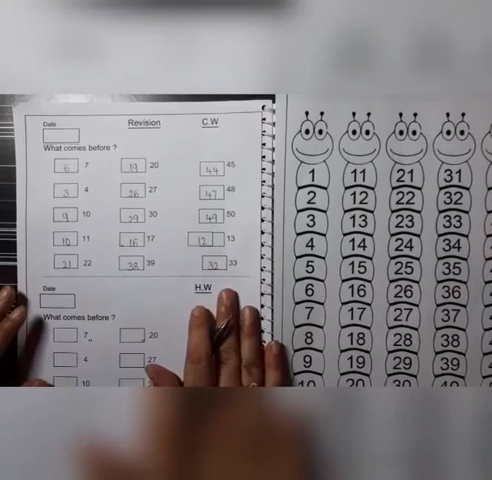 Date Revision C.W
What comes before ?
6 7 19 20 44 45
3 4 26 27 47 48
9 10 29 30 49 50
10 11 16 17 12 13
21 22 38 39 32 33
Date H.W
What comes before ?
7,, 20
4 27
10
1 11 21 31
2 12 22 32
3 13 23 33
4 14 24 34
5 15 25 35
6 16 26 36
7 17 27 37
8 18 28 38
9 19 29 39
10 20 30 40